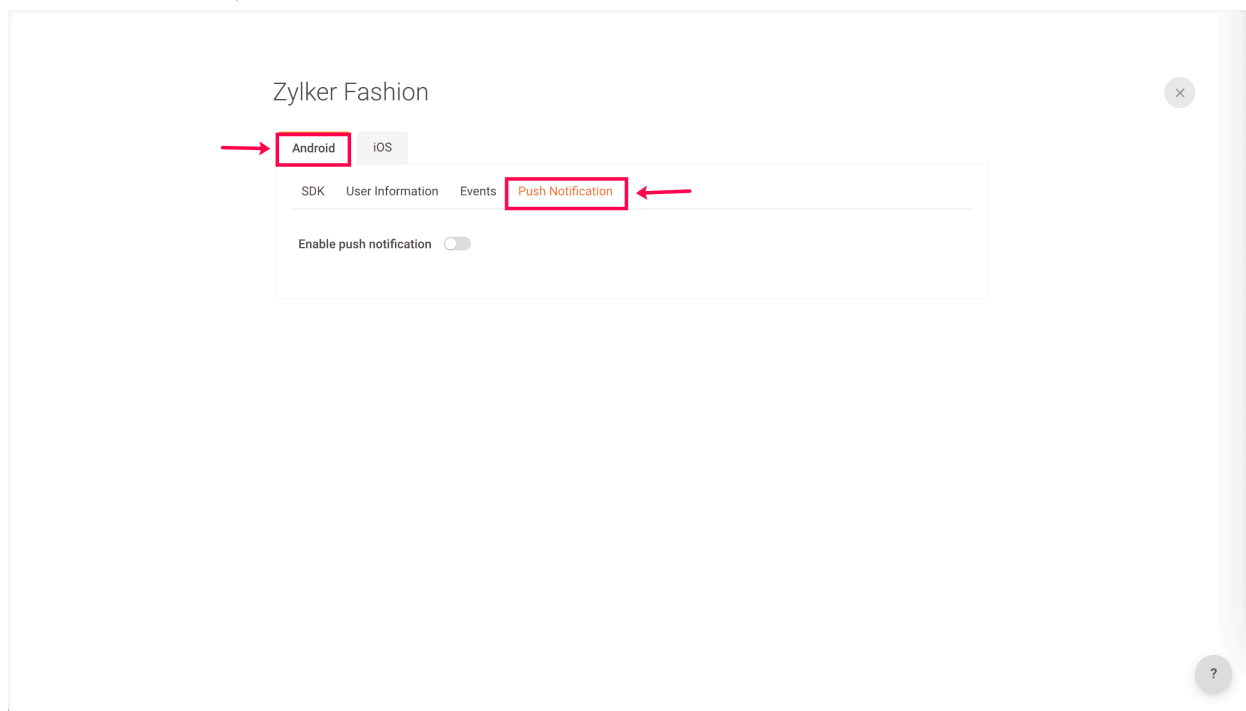 Zylker Fashion
Android iOS
SDK User Information Events Push Notification
Enable push notification
?